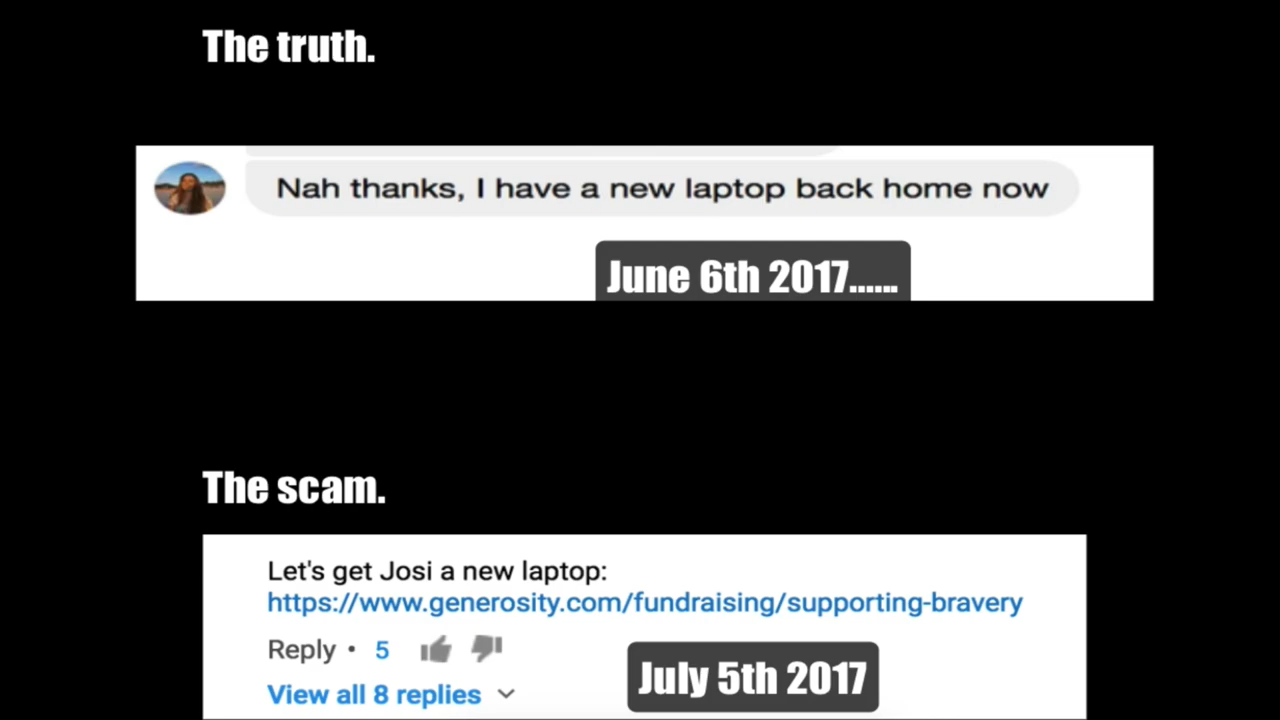 The truth.
Nah thanks, I have a new laptop back home now
June 6th 2017......
The scam.
Let's get Josi a new laptop:
https://www.generosity.com/fundraising/supporting-bravery
Reply • 5
View all 8 replies
July 5th 2017